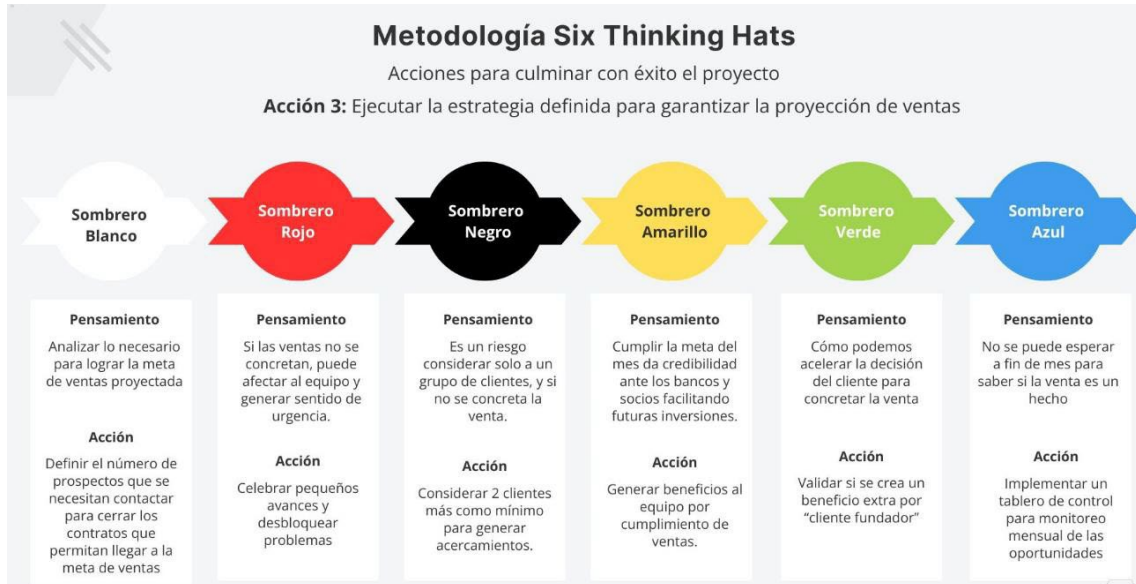 Metodología Six Thinking Hats
Acciones para culminar con éxito el proyecto
Acción 3: Ejecutar la estrategia definida para garantizar la proyección de ventas
Sombrero
Blanco
Sombrero
Rojo
Sombrero
Negro
Sombrero
Amarillo
Sombrero
Verde
Sombrero
Azul
Pensamiento
Analizar lo necesario
para lograr la meta
de ventas proyectada
Acción
Definir el número de
prospectos que se
necesitan contactar
para cerrar los
contratos que
permitan llegar a la
meta de ventas
Pensamiento
Si las ventas no se
concretan, puede
afectar al equipo y
generar sentido de
urgencia.
Acción
Celebrar pequeños
avances y
desbloquear
problemas
Pensamiento
Es un riesgo
considerar solo a un
grupo de clientes, y si
no se concreta la
venta.
Acción
Considerar 2 clientes
más como mínimo
para generar
acercamientos.
Pensamiento
Cumplir la meta del
mes da credibilidad
ante los bancos y
socios facilitando
futuras inversiones.
Acción
Generar beneficios al
equipo por
cumplimiento de
ventas.
Pensamiento
Cómo podemos
acelerar la decisión
del cliente para
concretar la venta
Acción
Validar si se crea un
beneficio extra por
“cliente fundador”
Pensamiento
No se puede esperar
a fin de mes para
saber si la venta es un
hecho
Acción
Implementar un
tablero de control
para monitoreo
mensual de las
oportunidades